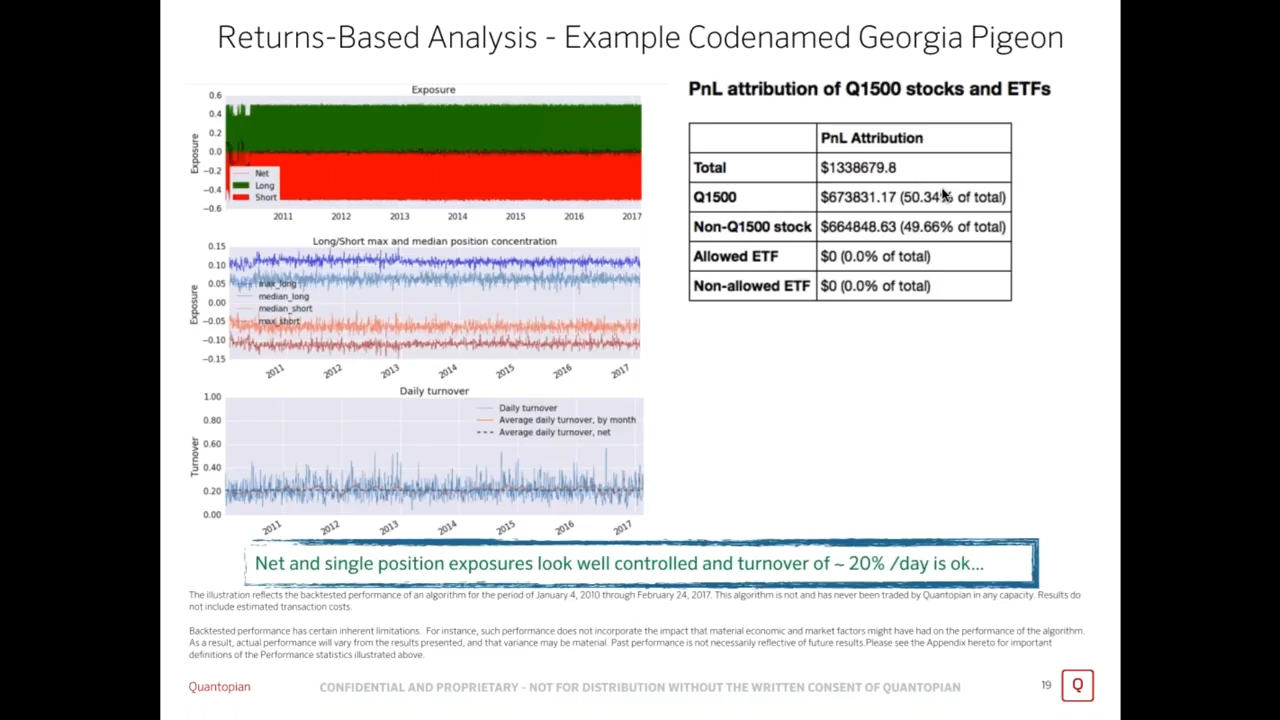 Returns-Based Analysis - Example Codenamed Georgia Pigeon
Exposure
0.6
0.4
0.2
0.0
−0.2
−0.4
−0.6
Exposure
Net
Long
Short
2011 2012 2013 2014 2015 2016 2017
Long/Short max and median position concentration
0.15
0.10
0.05
0.00
−0.05
−0.10
−0.15
Exposure
max_long
median_long
median_short
max_short
2011 2012 2013 2014 2015 2016 2017
Daily turnover
1.00
0.80
0.60
0.40
0.20
0.00
Turnover
Daily turnover
Average daily turnover, by month
Average daily turnover, net
2011 2012 2013 2014 2015 2016 2017
PnL attribution of Q1500 stocks and ETFs
PnL Attribution
Total $1338679.8
Q1500 $673831.17 (50.34% of total)
Non-Q1500 stock $664848.63 (49.66% of total)
Allowed ETF $0 (0.0% of total)
Non-allowed ETF $0 (0.0% of total)
Net and single position exposures look well controlled and turnover of ~ 20% /day is ok...
The illustration reflects the backtested performance of an algorithm for the period of January 4, 2010 through February 24, 2017. This algorithm is not and has never been traded by Quantopian in any capacity. Results do
not include estimated transaction costs.
Backtested performance has certain inherent limitations. For instance, such performance does not incorporate the impact that material economic and market factors might have had on the performance of the algorithm.
As a result, actual performance will vary from the results presented, and that variance may be material. Past performance is not necessarily reflective of future results.Please see the Appendix hereto for important
definitions of the Performance statistics illustrated above.
Quantopian
CONFIDENTIAL AND PROPRIETARY - NOT FOR DISTRIBUTION WITHOUT THE WRITTEN CONSENT OF QUANTOPIAN
19
Q